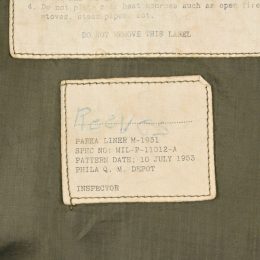 4. Do not place near heat sources such as open fire
stoves, steam pipes, etc.
DO NOT REMOVE THIS LABEL
Reeves
PARKA LINER M-1951
SPEC NO: MIL-P-11012-A
PATTERN DATE: 10 JULY 1953
PHILA Q. M. DEPOT
INSPECTOR